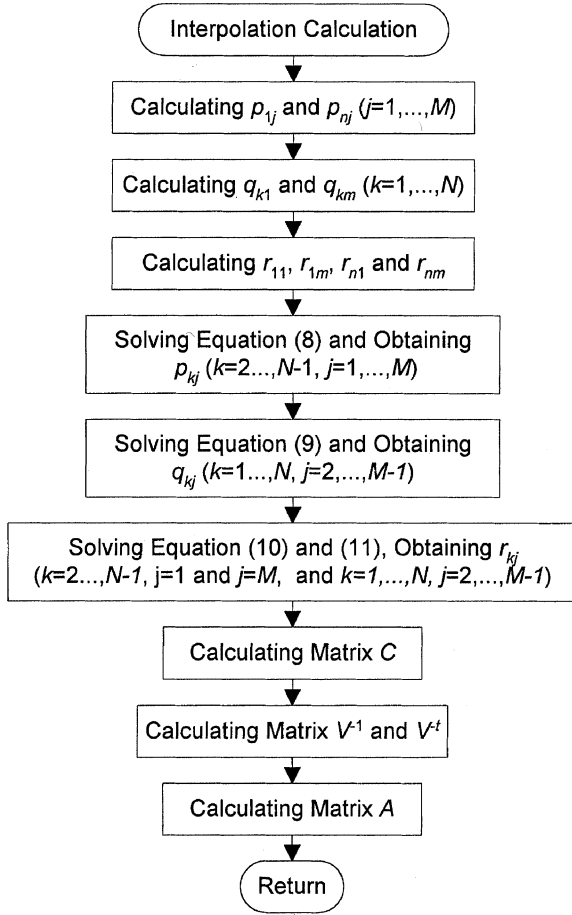 Interpolation Calculation
Calculating p1j and pnj (j=1,...,M)
Calculating qk1 and qkm (k=1,...,N)
Calculating r11, r1m, rn1 and rnm
Solving Equation (8) and Obtaining
pkj (k=2...,N-1, j=1,...,M)
Solving Equation (9) and Obtaining
qkj (k=1...,N, j=2,...,M-1)
Solving Equation (10) and (11), Obtaining rkj
(k=2...,N-1, j=1 and j=M, and k=1,...,N, j=2,...,M-1)
Calculating Matrix C
Calculating Matrix V-1 and V-t
Calculating Matrix A
Return